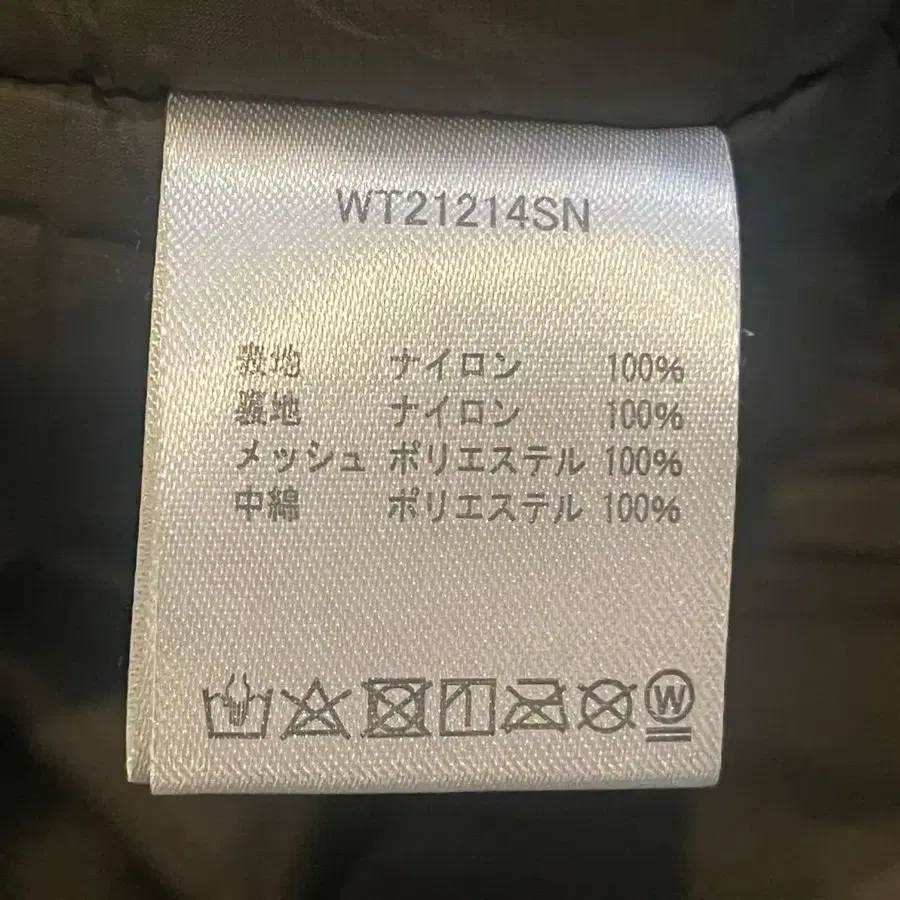 WT21214SN
表地 ナイロン 100%
裏地 ナイロン 100%
メッシュ ポリエステル 100%
中綿 ポリエステル 100%
W